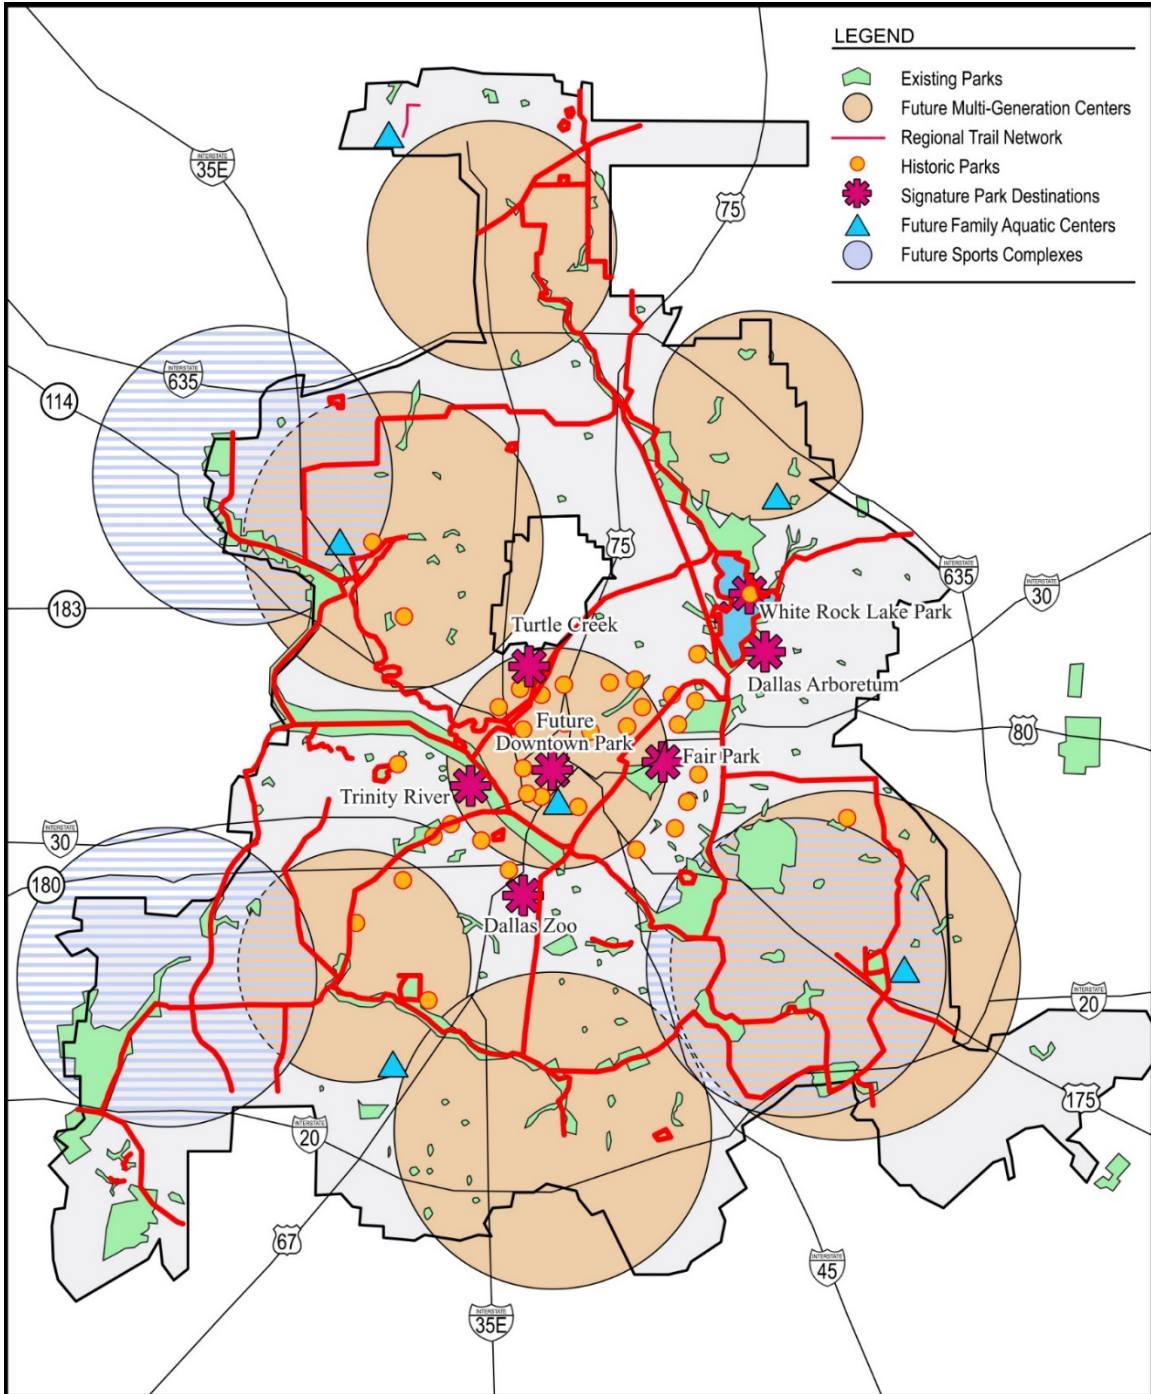 LEGEND
Existing Parks
Future Multi-Generation Centers
Regional Trail Network
Historic Parks
Signature Park Destinations
Future Family Aquatic Centers
Future Sports Complexes
INTERSTATE
35E
75
INTERSTATE
635
114
75
INTERSTATE
635
INTERSTATE
30
183
White Rock Lake Park
Turtle Creek
Dallas Arboretum
Future
Downtown Park
80
Fair Park
Trinity River
INTERSTATE
30
180
Dallas Zoo
INTERSTATE
20
175
INTERSTATE
20
67
INTERSTATE
45
INTERSTATE
35E